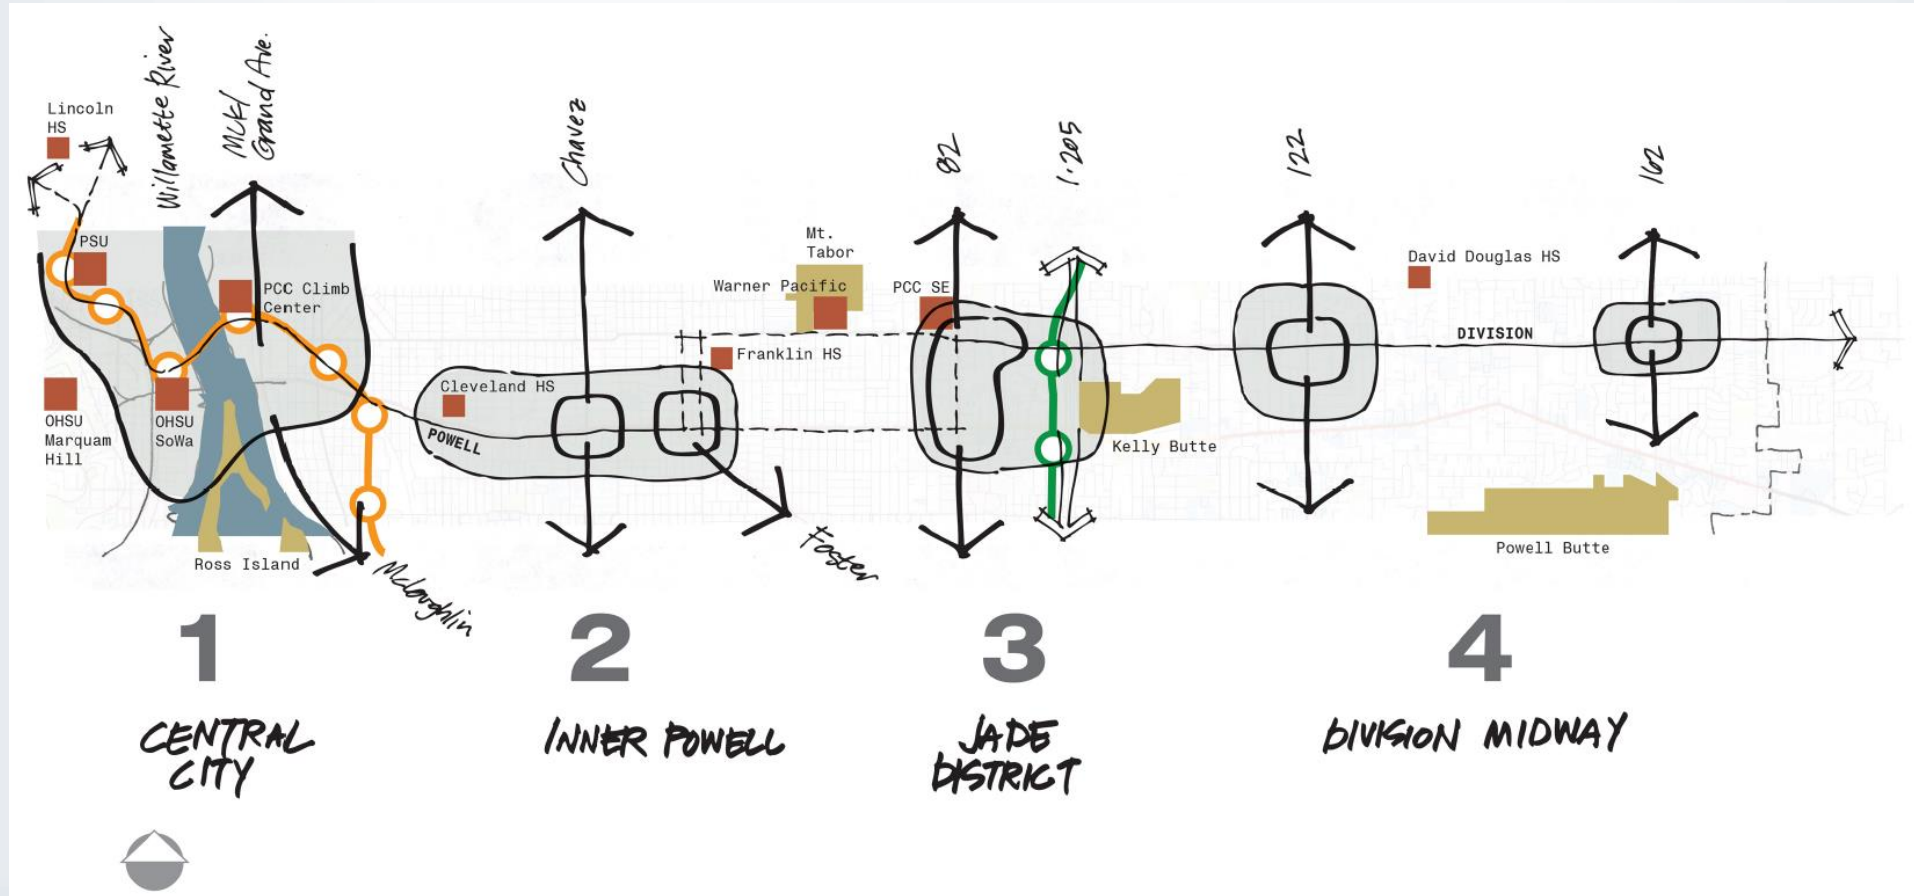 Lincoln
HS
Willamette River
MLK/
Grand Ave.
Chavez
82
I-205
122
162
PSU
PCC Climb
Center
Mt.
Tabor
Warner Pacific
PCC SE
David Douglas HS
DIVISION
Franklin HS
Cleveland HS
POWELL
OHSU
Marquam
Hill
OHSU
SoWa
Kelly Butte
Ross Island
Mcloughlin
Foster
Powell Butte
1
CENTRAL
CITY
2
INNER POWELL
3
JADE
DISTRICT
4
DIVISION MIDWAY